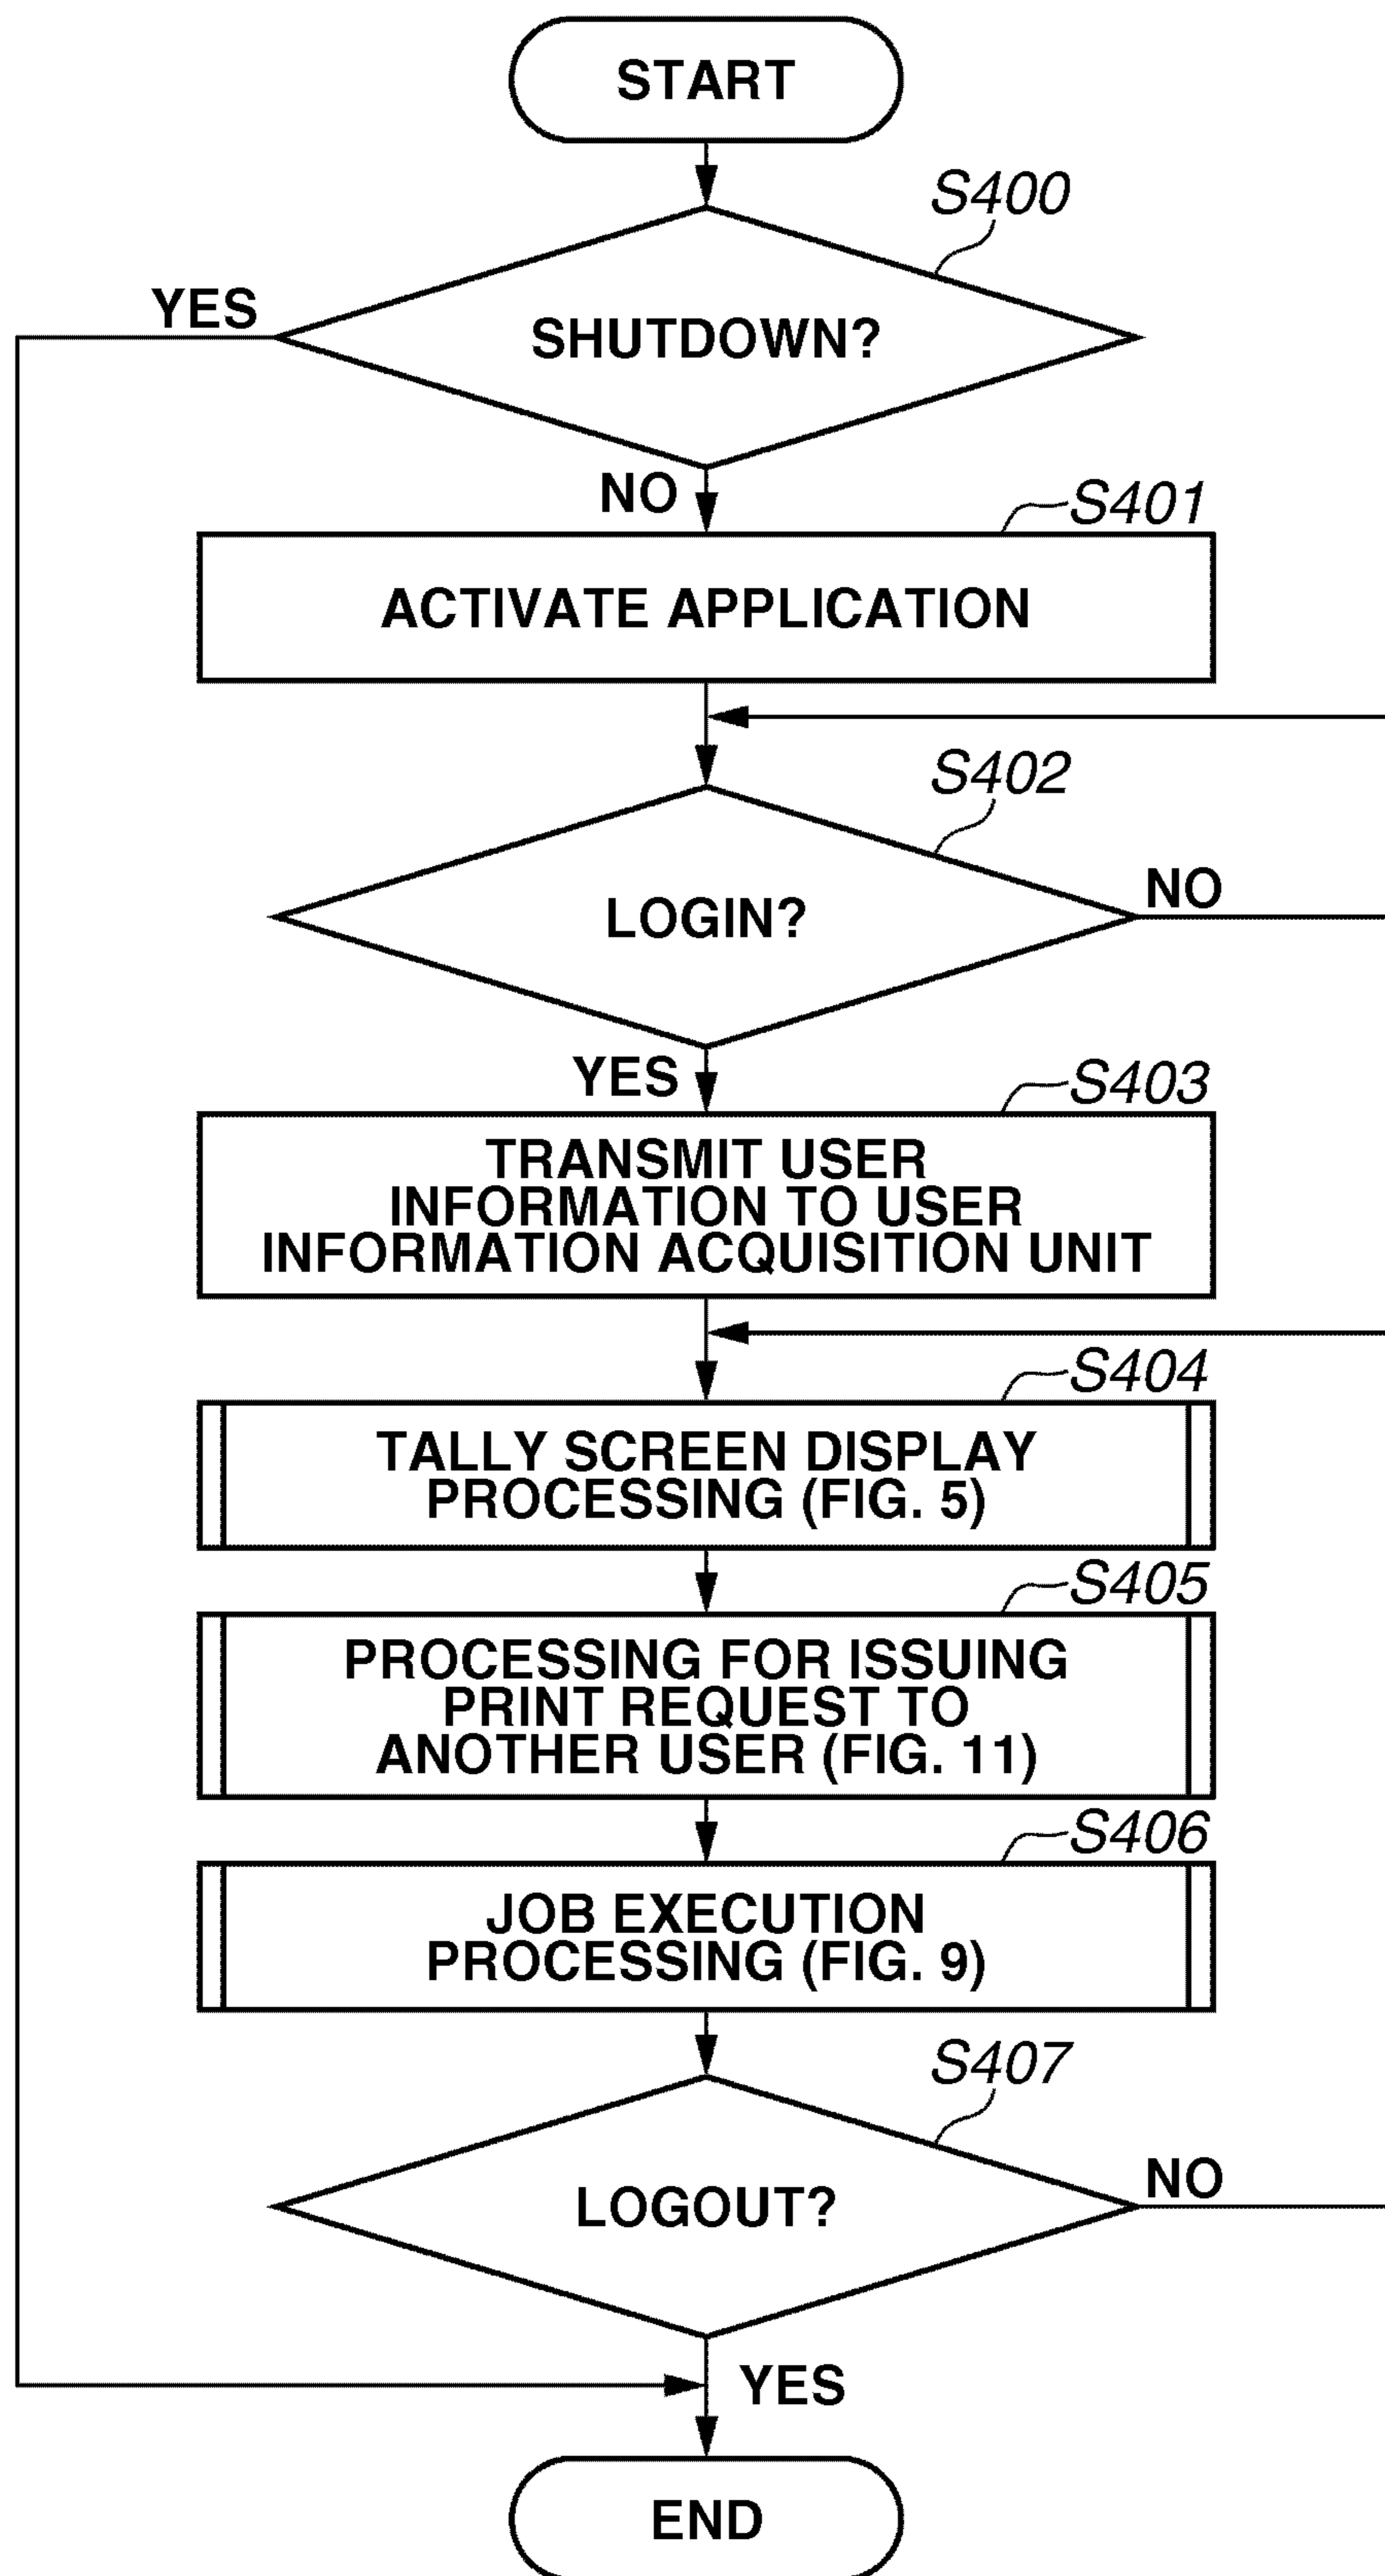 START
S400
YES
SHUTDOWN?
NO
S401
ACTIVATE APPLICATION
S402
LOGIN?
NO
YES
S403
TRANSMIT USER
INFORMATION TO USER
INFORMATION ACQUISITION UNIT
S404
TALLY SCREEN DISPLAY
PROCESSING (FIG. 5)
S405
PROCESSING FOR ISSUING
PRINT REQUEST TO
ANOTHER USER (FIG. 11)
S406
JOB EXECUTION
PROCESSING (FIG. 9)
S407
LOGOUT?
NO
YES
END